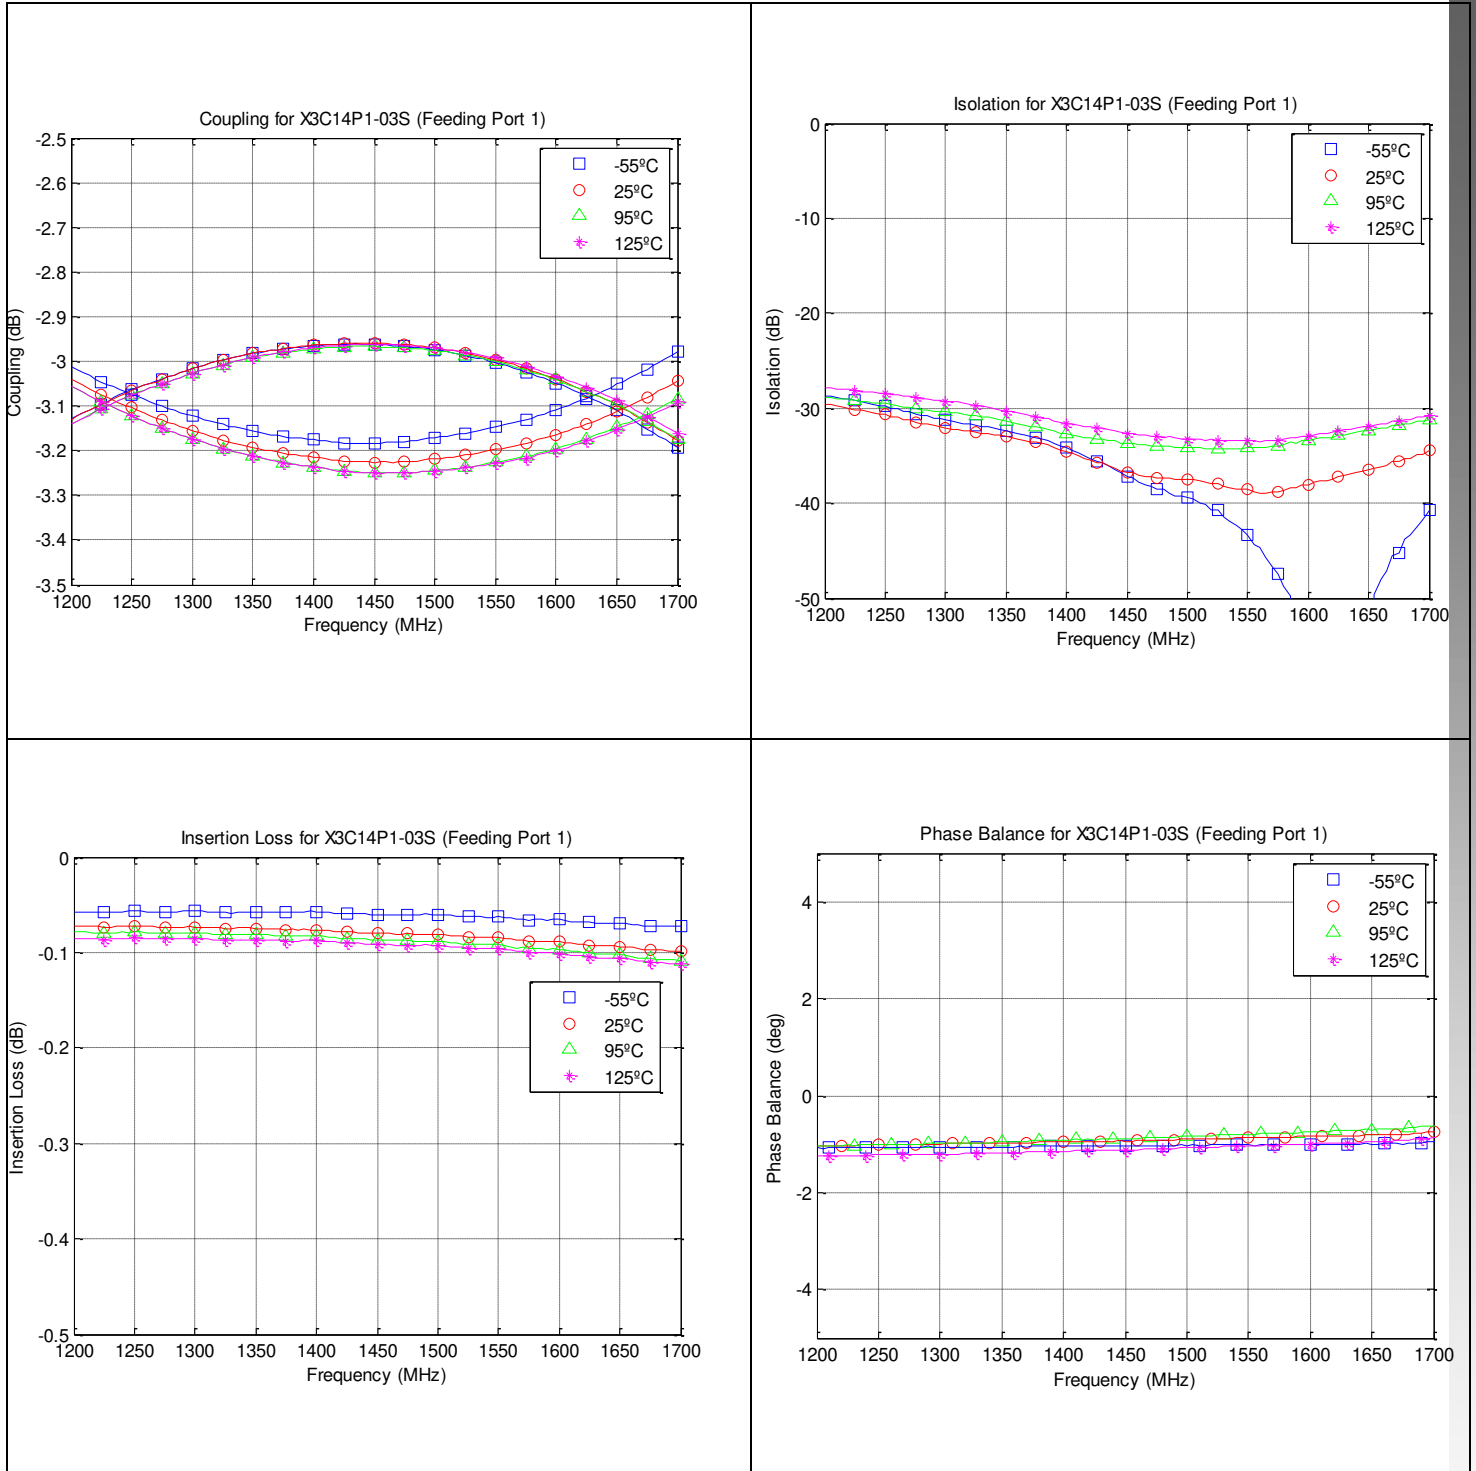 Coupling for X3C14P1-03S (Feeding Port 1)
-2.5
-2.6
-2.7
-2.8
-2.9
-3
-3.1
-3.2
-3.3
-3.4
-3.5
Coupling (dB)
-55ºC
25ºC
95ºC
125ºC
1200 1250 1300 1350 1400 1450 1500 1550 1600 1650 1700
Frequency (MHz)
Isolation for X3C14P1-03S (Feeding Port 1)
0
-10
-20
-30
-40
-50
Isolation (dB)
-55ºC
25ºC
95ºC
125ºC
1200 1250 1300 1350 1400 1450 1500 1550 1600 1650 1700
Frequency (MHz)
Insertion Loss for X3C14P1-03S (Feeding Port 1)
0
-0.1
-0.2
-0.3
-0.4
-0.5
Insertion Loss (dB)
-55ºC
25ºC
95ºC
125ºC
1200 1250 1300 1350 1400 1450 1500 1550 1600 1650 1700
Frequency (MHz)
Phase Balance for X3C14P1-03S (Feeding Port 1)
4
2
0
-2
-4
Phase Balance (deg)
-55ºC
25ºC
95ºC
125ºC
1200 1250 1300 1350 1400 1450 1500 1550 1600 1650 1700
Frequency (MHz)